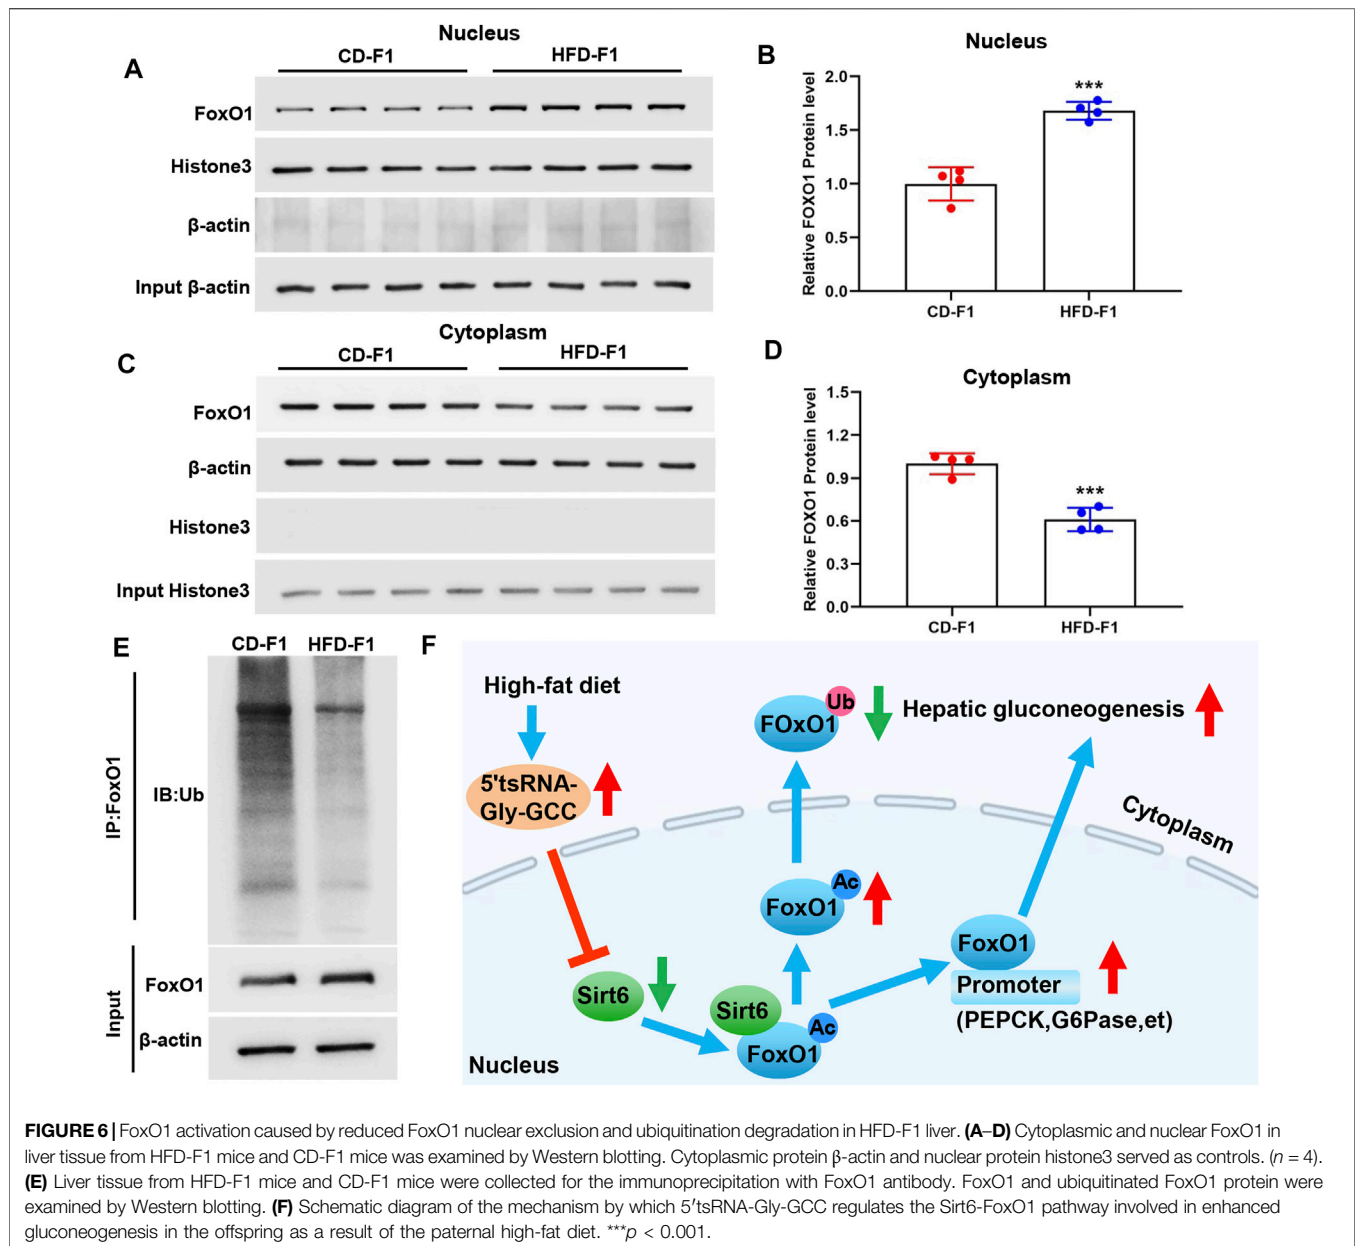 A
Nucleus
CD-F1
HFD-F1
FoxO1
Histone3
β-actin
Input β-actin
B
Nucleus
Relative FOXO1 Protein level
2.0
1.5
1.0
0.5
0.0
***
CD-F1
HFD-F1
C
Cytoplasm
CD-F1
HFD-F1
FoxO1
β-actin
Histone3
Input Histone3
D
Cytoplasm
Relative FOXO1 Protein level
1.5
1.2
0.9
0.6
0.3
0.0
***
CD-F1
HFD-F1
E
CD-F1
HFD-F1
IP:FoxO1
IB:Ub
Input
FoxO1
β-actin
F
High-fat diet
5'tsRNA-
Gly-GCC
Sirt6
Sirt6
FoxO1
Ac
FoxO1
Ac
FOxO1
Ub
Hepatic gluconeogenesis
Cytoplasm
FoxO1
Promoter
(PEPCK,G6Pase,et)
Nucleus
FIGURE 6 | FoxO1 activation caused by reduced FoxO1 nuclear exclusion and ubiquitination degradation in HFD-F1 liver. (A–D) Cytoplasmic and nuclear FoxO1 in
liver tissue from HFD-F1 mice and CD-F1 mice was examined by Western blotting. Cytoplasmic protein β-actin and nuclear protein histone3 served as controls. (n = 4).
(E) Liver tissue from HFD-F1 mice and CD-F1 mice were collected for the immunoprecipitation with FoxO1 antibody. FoxO1 and ubiquitinated FoxO1 protein were
examined by Western blotting. (F) Schematic diagram of the mechanism by which 5′tsRNA-Gly-GCC regulates the Sirt6-FoxO1 pathway involved in enhanced
gluconeogenesis in the offspring as a result of the paternal high-fat diet. ***p < 0.001.